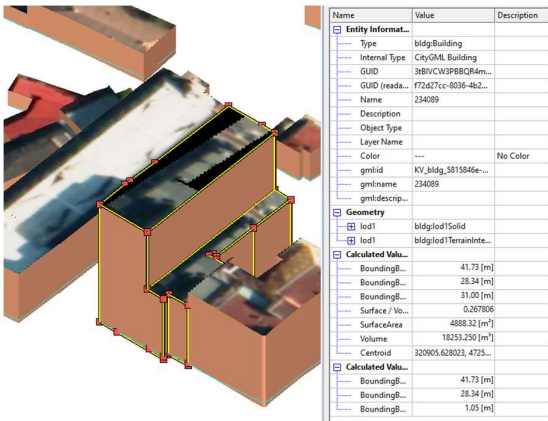 Name Value Description
Entity Informat...
Type bldg:Building
Internal Type CityGML Building
GUID 3tBIVCW3PBBQR4m...
GUID (reada... f72d27cc-8036-4b2...
Name 234089
Description
Object Type
Layer Name
Color --- No Color
gml:id KV_bldg_5815846e-...
gml:name 234089
gml:descrip...
Geometry
lod1 bldg:lod1Solid
lod1 bldg:lod1TerrainInte...
Calculated Valu...
BoundingB... 41.73 [m]
BoundingB... 28.34 [m]
BoundingB... 31.00 [m]
Surface / Vo... 0.267806
SurfaceArea 4888.32 [m²]
Volume 18253.250 [m³]
Centroid 320905.628023, 4725...
Calculated Valu...
BoundingB... 41.73 [m]
BoundingB... 28.34 [m]
BoundingB... 1.05 [m]